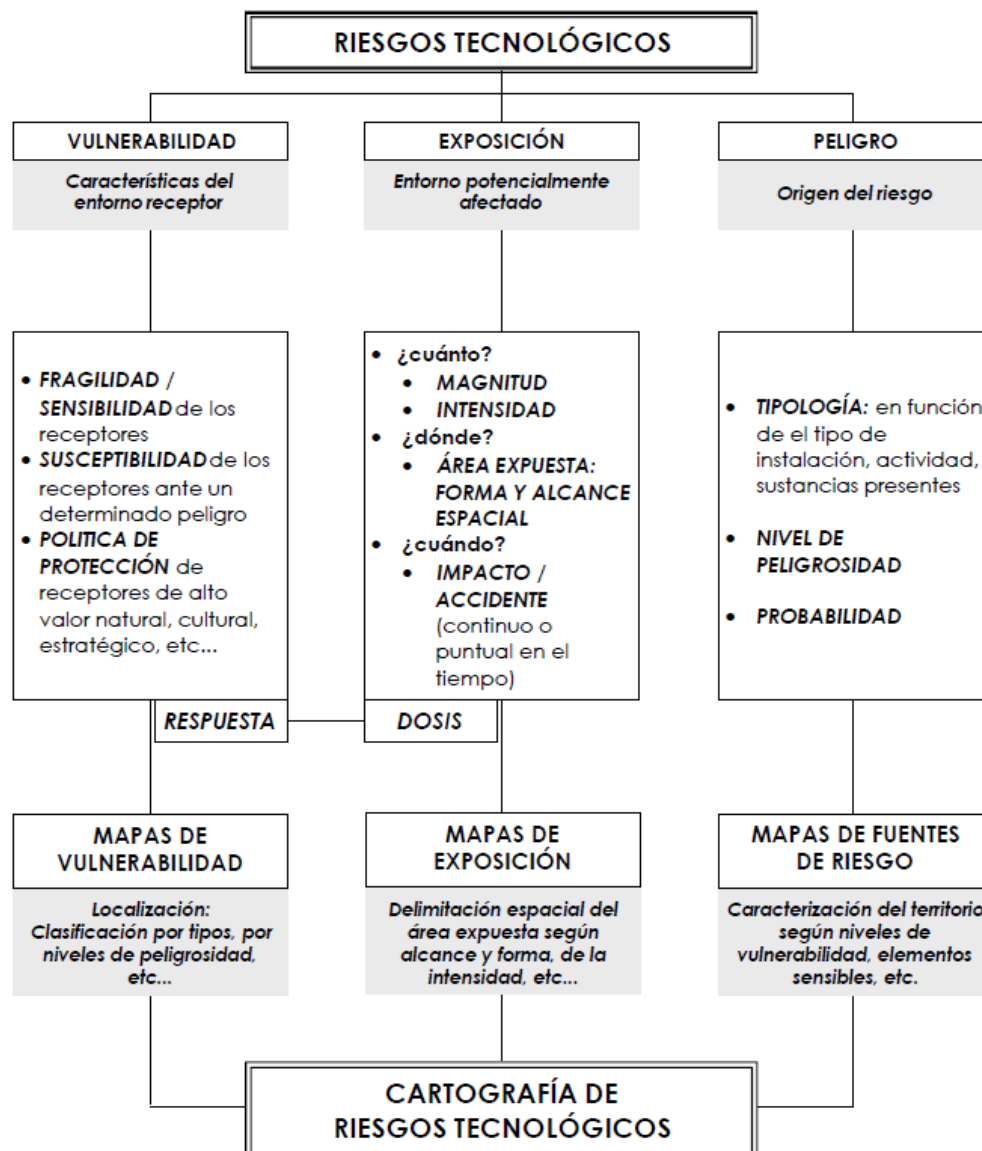 RIESGOS TECNOLÓGICOS
VULNERABILIDAD
Características del
entorno receptor
EXPOSICIÓN
Entorno potencialmente
afectado
PELIGRO
Origen del riesgo
• FRAGILIDAD /
SENSIBILIDAD de los
receptores
• SUSCEPTIBILIDAD de los
receptores ante un
determinado peligro
• POLITICA DE
PROTECCIÓN de
receptores de alto
valor natural, cultural,
estratégico, etc...
• ¿cuánto?
• MAGNITUD
• INTENSIDAD
• ¿dónde?
• ÁREA EXPUESTA:
FORMA Y ALCANCE
ESPACIAL
• ¿cuándo?
• IMPACTO /
ACCIDENTE
(continuo o
puntual en el
tiempo)
• TIPOLOGÍA: en función
de el tipo de
instalación, actividad,
sustancias presentes
• NIVEL DE
PELIGROSIDAD
• PROBABILIDAD
RESPUESTA
DOSIS
MAPAS DE
VULNERABILIDAD
Localización:
Clasificación por tipos, por
niveles de peligrosidad,
etc...
MAPAS DE
EXPOSICIÓN
Delimitación espacial del
área expuesta según
alcance y forma, de la
intensidad, etc...
MAPAS DE FUENTES
DE RIESGO
Caracterización del territorio
según niveles de
vulnerabilidad, elementos
sensibles, etc.
CARTOGRAFÍA DE
RIESGOS TECNOLÓGICOS